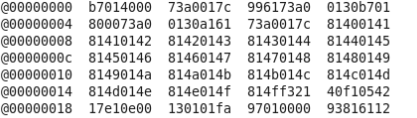 @00000000 b7014000 73a0017c 996173a0 0130b701
@00000004 800073a0 0130a161 73a0017c 81400141
@00000008 81410142 81420143 81430144 81440145
@0000000c 81450146 81460147 81470148 81480149
@00000010 8149014a 814a014b 814b014c 814c014d
@00000014 814d014e 814e014f 814ff321 40f10542
@00000018 17e10e00 130101fa 97010000 93816112